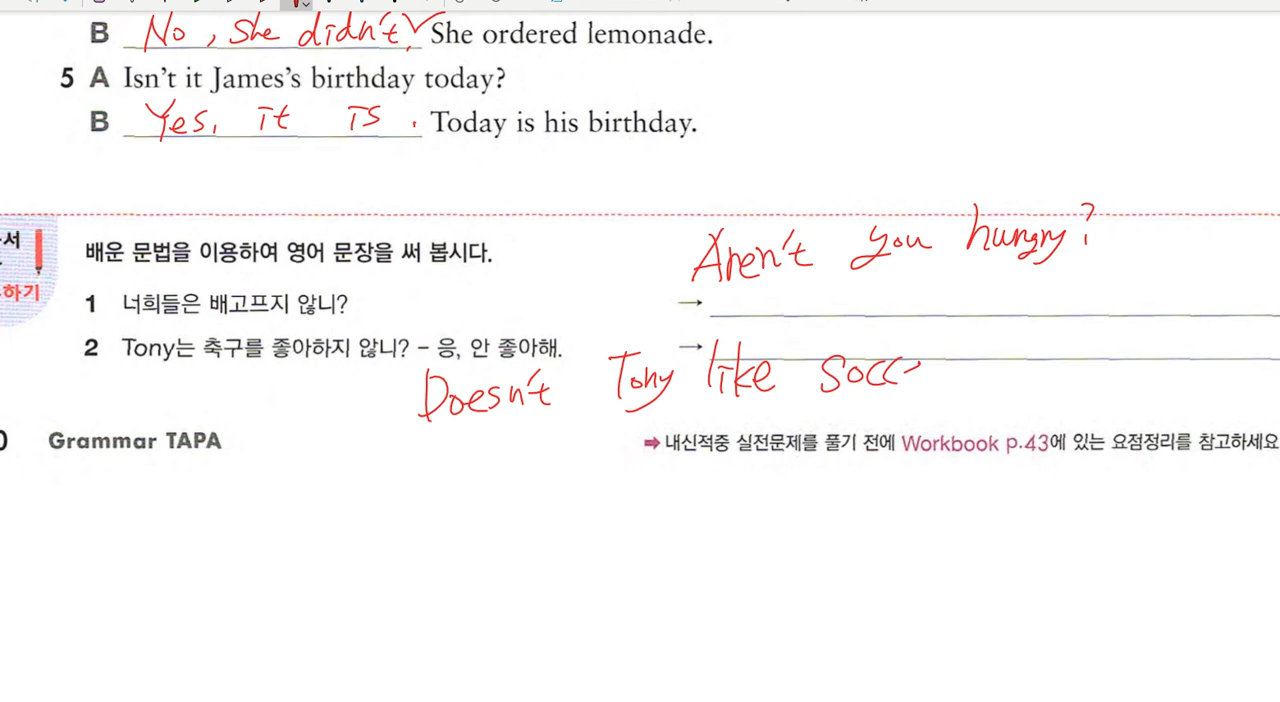 B No, She didn't. She ordered lemonade.
5 A Isn't it James's birthday today?
B Yes, it is. Today is his birthday.
서
하기
배운 문법을 이용하여 영어 문장을 써 봅시다.
Aren't you hungry?
1 너희들은 배고프지 않니? →
2 Tony는 축구를 좋아하지 않니? – 응, 안 좋아해. →
Doesn't Tony like socc
0 Grammar TAPA
➡ 내신적중 실전문제를 풀기 전에 Workbook p.43에 있는 요점정리를 참고하세요